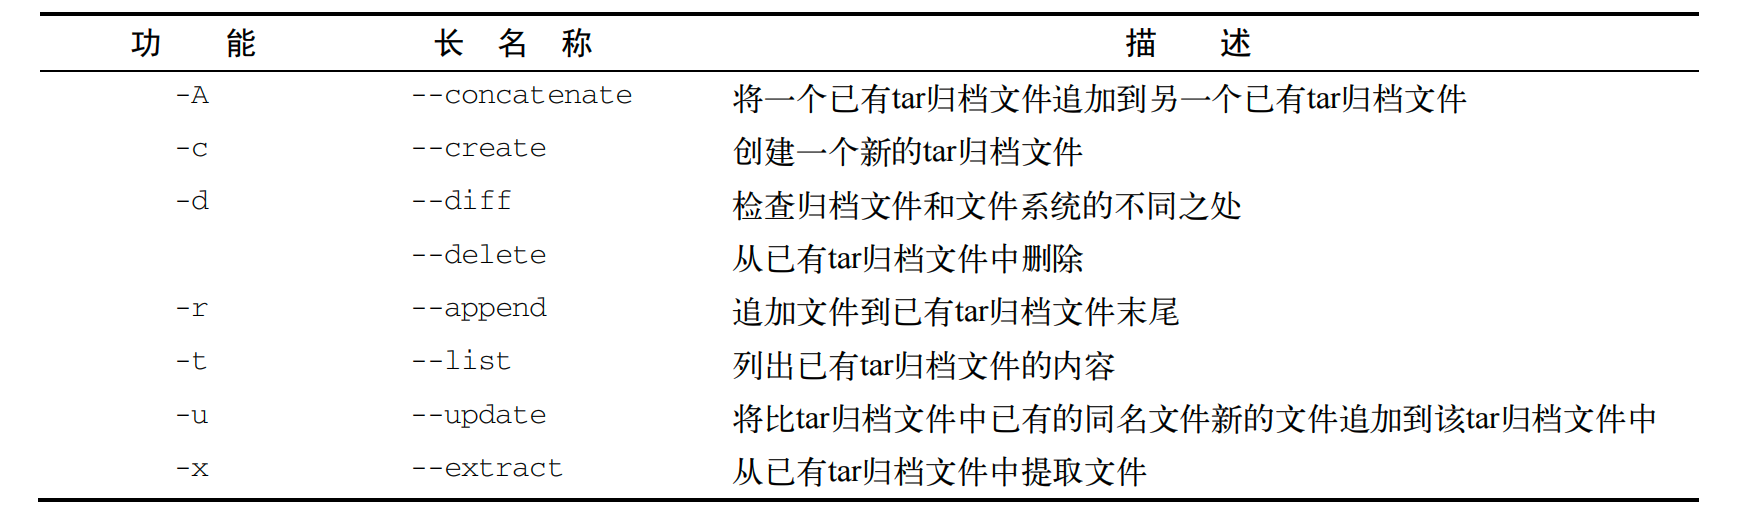 功 能 长 名 称 描 述
-A --concatenate 将一个已有tar归档文件追加到另一个已有tar归档文件
-c --create 创建一个新的tar归档文件
-d --diff 检查归档文件和文件系统的不同之处
--delete 从已有tar归档文件中删除
-r --append 追加文件到已有tar归档文件末尾
-t --list 列出已有tar归档文件的内容
-u --update 将比tar归档文件中已有的同名文件新的文件追加到该tar归档文件中
-x --extract 从已有tar归档文件中提取文件